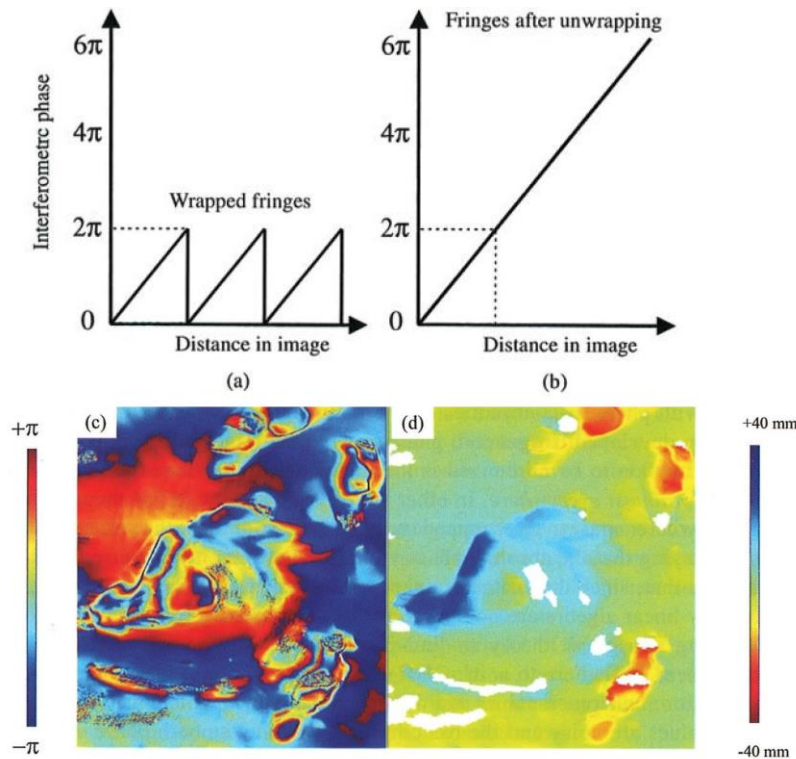 Interferometrc phase
6π
4π
2π
0
Wrapped fringes
Distance in image
(a)
Fringes after unwrapping
6π
4π
2π
0
Distance in image
(b)
+π
−π
(c)
(d)
+40 mm
-40 mm